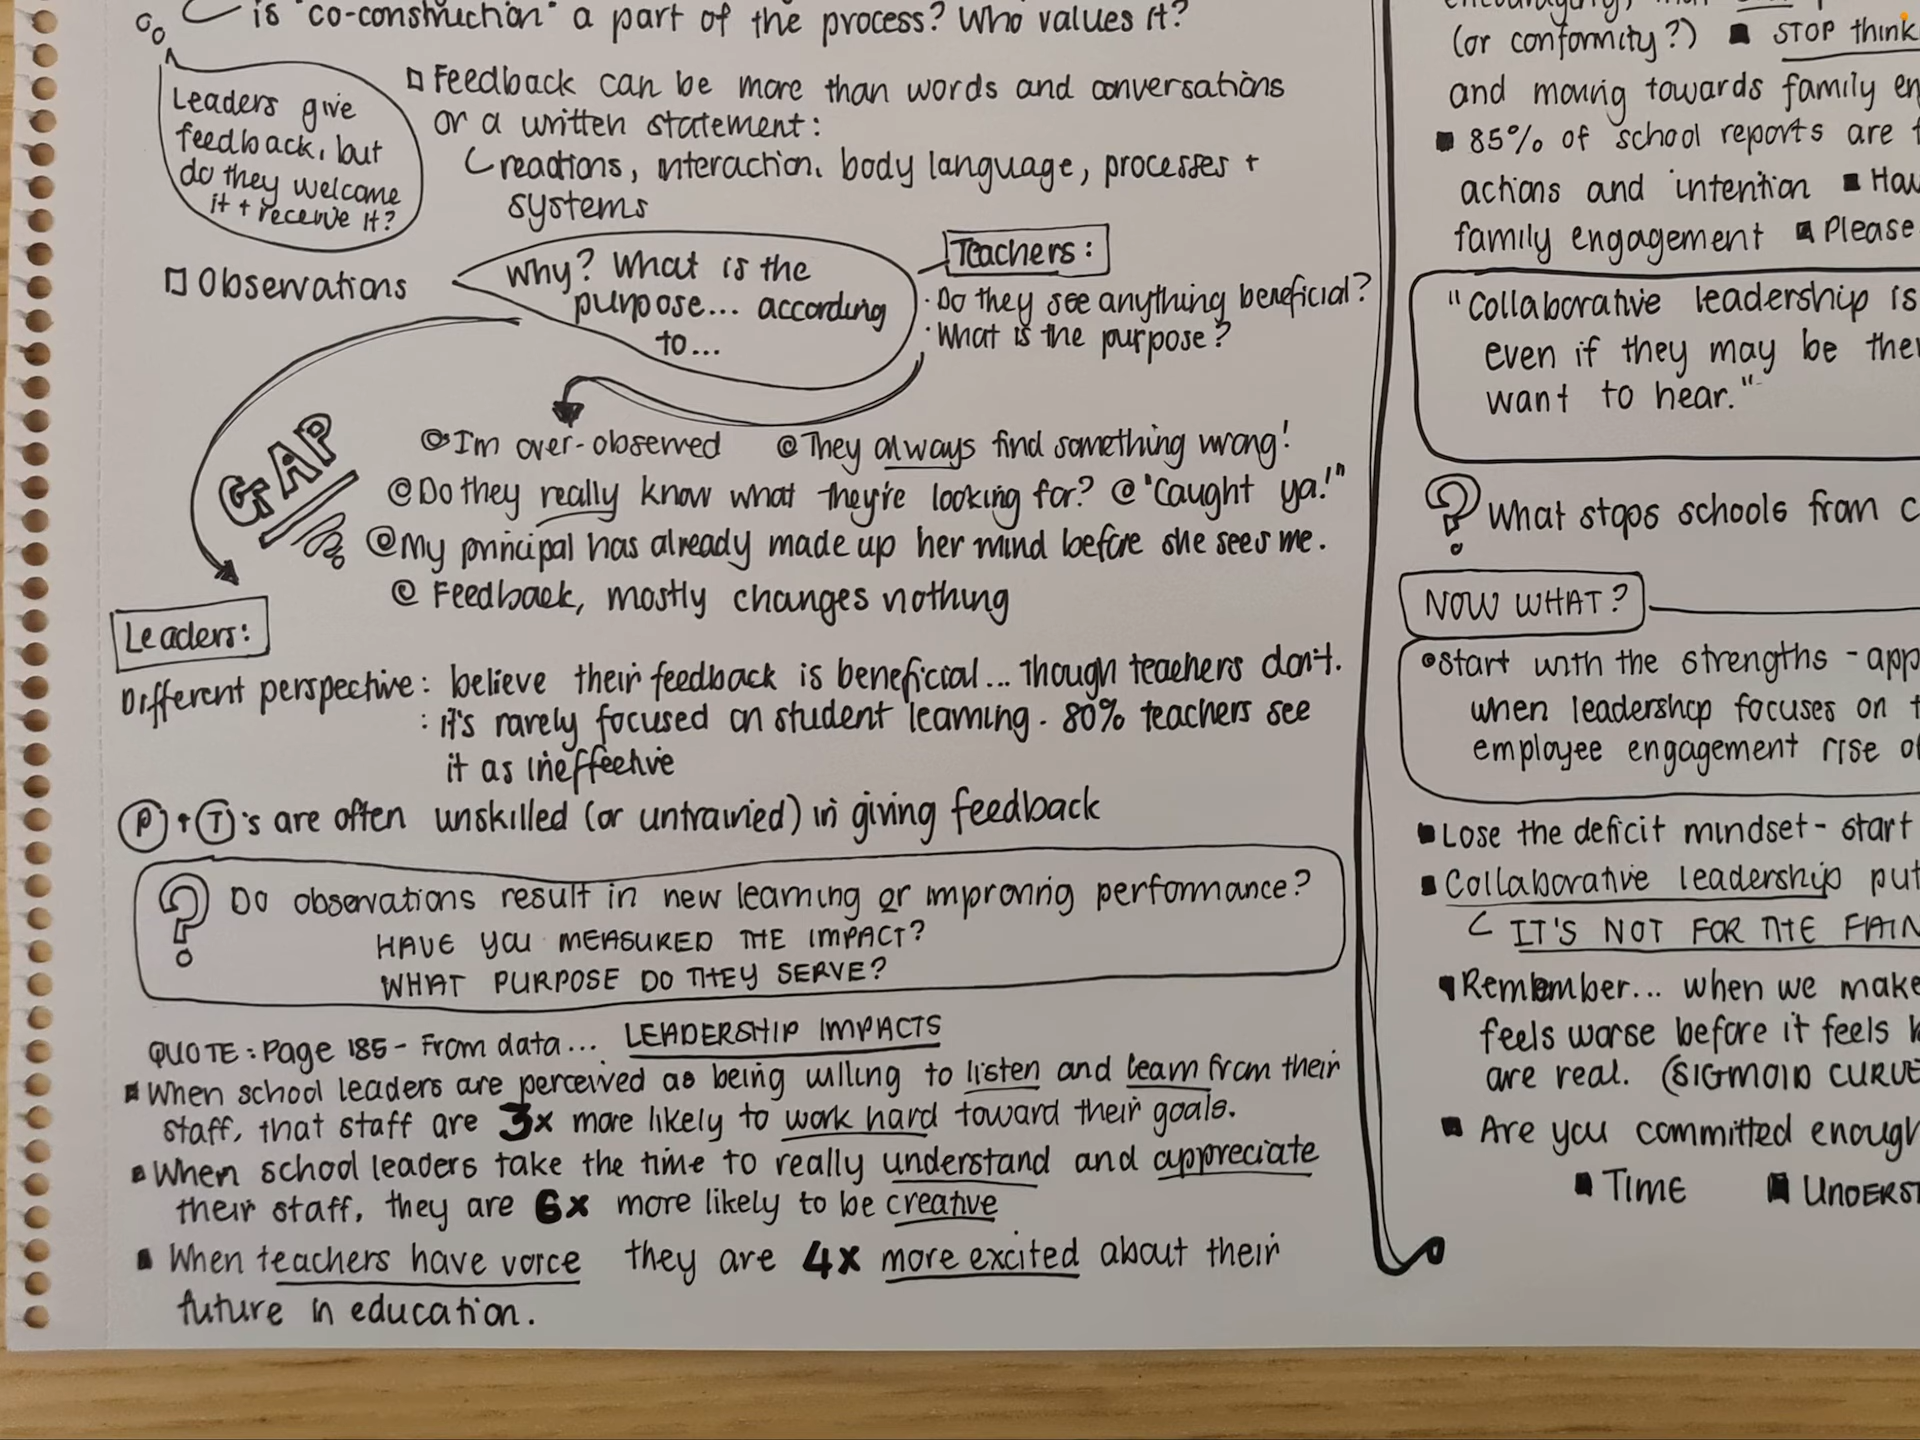 is "co-construction" a part of the process? Who values it?
Leaders give
feedback, but
do they welcome
it + receive it?
Feedback can be more than words and conversations
or a written statement:
reactions, interaction, body language, processes +
systems
Observations
Why? What is the
purpose... according
to...
Teachers:
· Do they see anything beneficial?
· What is the purpose?
GAP
@ I'm over-observed @ They always find something wrong!
@ Do they really know what they're looking for? @ "Caught ya!"
@ My principal has already made up her mind before she sees me.
@ Feedback, mostly changes nothing
Leaders:
Different perspective: believe their feedback is beneficial... Though teachers don't.
: it's rarely focused on student learning. 80% teachers see
it as ineffective
P + T's are often unskilled (or untrained) in giving feedback
? Do observations result in new learning or improving performance?
HAVE YOU MEASURED THE IMPACT?
WHAT PURPOSE DO THEY SERVE?
QUOTE: Page 185 - From data... LEADERSHIP IMPACTS
When school leaders are perceived as being willing to listen and learn from their
staff, that staff are 3x more likely to work hard toward their goals.
When school leaders take the time to really understand and appreciate
their staff, they are 6x more likely to be creative
When teachers have voice they are 4x more excited about their
future in education.
(or conformity?) STOP think
and moving towards family en
85% of school reports are
actions and intention
family engagement Please
"Collaborative leadership is
even if they may be
want to hear."
? What stops schools from c
NOW WHAT?
Start with the strengths - app
when leadership focuses on t
employee engagement rise
Lose the deficit mindset - start
Collaborative leadership put
IT'S NOT FOR THE FAIN
Remember... when we make
feels worse before it feels
are real. (SIGMOID CURVE
Are you committed enough
TIME UNDERST